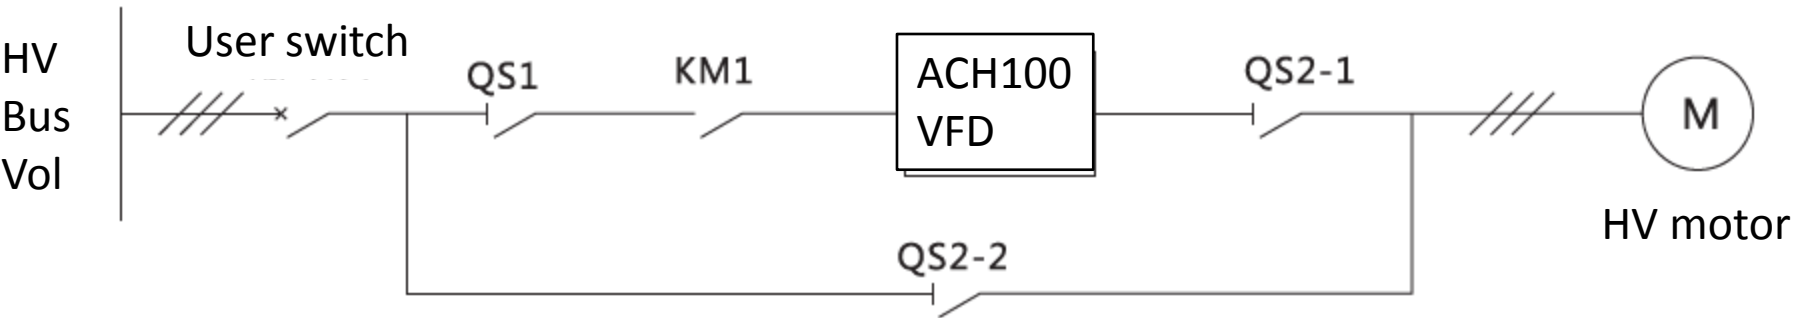 HV
Bus
Vol
User switch
QS1
KM1
ACH100
VFD
QS2-1
M
HV motor
QS2-2